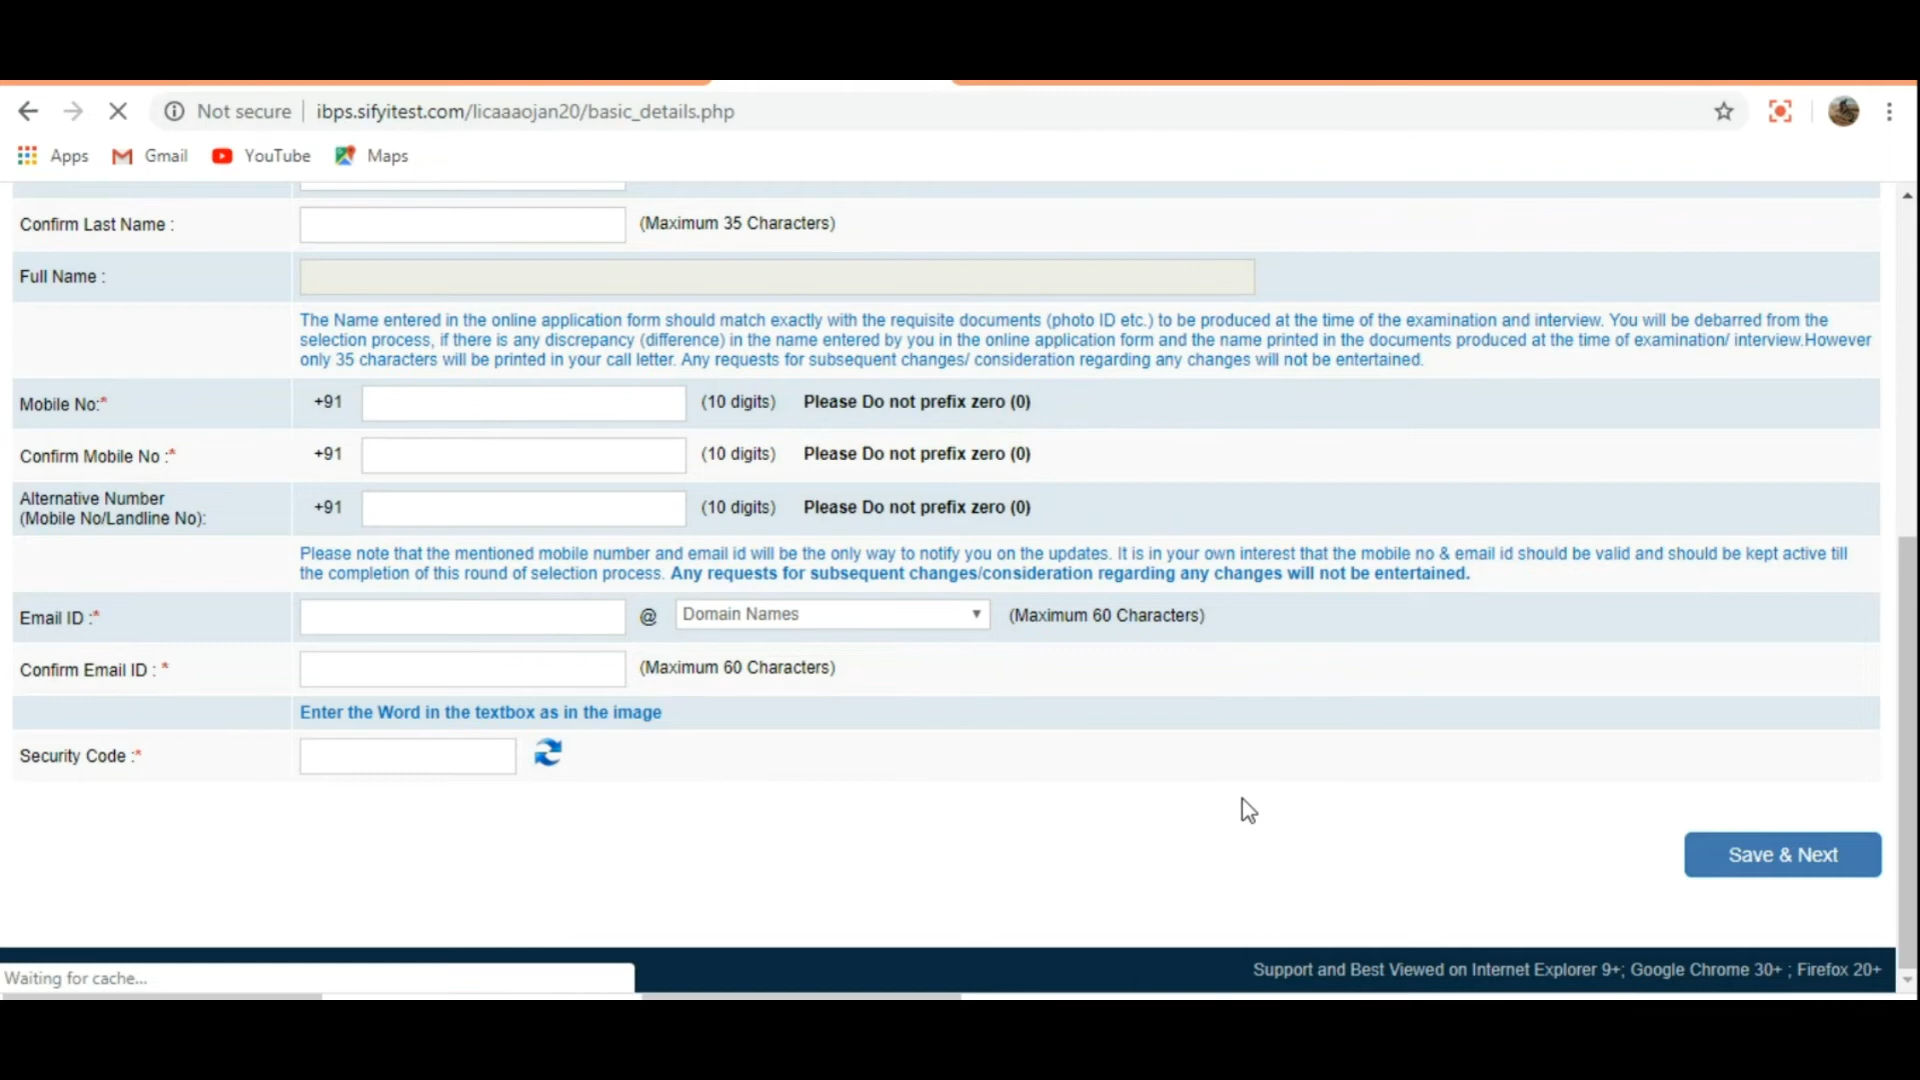 Not secure | ibps.sifyitest.com/licaaaojan20/basic_details.php
Apps Gmail YouTube Maps
Confirm Last Name : (Maximum 35 Characters)
Full Name :
The Name entered in the online application form should match exactly with the requisite documents (photo ID etc.) to be produced at the time of the examination and interview. You will be debarred from the
selection process, if there is any discrepancy (difference) in the name entered by you in the online application form and the name printed in the documents produced at the time of examination/ interview.However
only 35 characters will be printed in your call letter. Any requests for subsequent changes/ consideration regarding any changes will not be entertained.
Mobile No:* +91 (10 digits) Please Do not prefix zero (0)
Confirm Mobile No :* +91 (10 digits) Please Do not prefix zero (0)
Alternative Number
(Mobile No/Landline No): +91 (10 digits) Please Do not prefix zero (0)
Please note that the mentioned mobile number and email id will be the only way to notify you on the updates. It is in your own interest that the mobile no & email id should be valid and should be kept active till
the completion of this round of selection process. Any requests for subsequent changes/consideration regarding any changes will not be entertained.
Email ID :* @ Domain Names (Maximum 60 Characters)
Confirm Email ID : * (Maximum 60 Characters)
Enter the Word in the textbox as in the image
Security Code :*
Save & Next
Support and Best Viewed on Internet Explorer 9+; Google Chrome 30+ ; Firefox 20+
Waiting for cache...